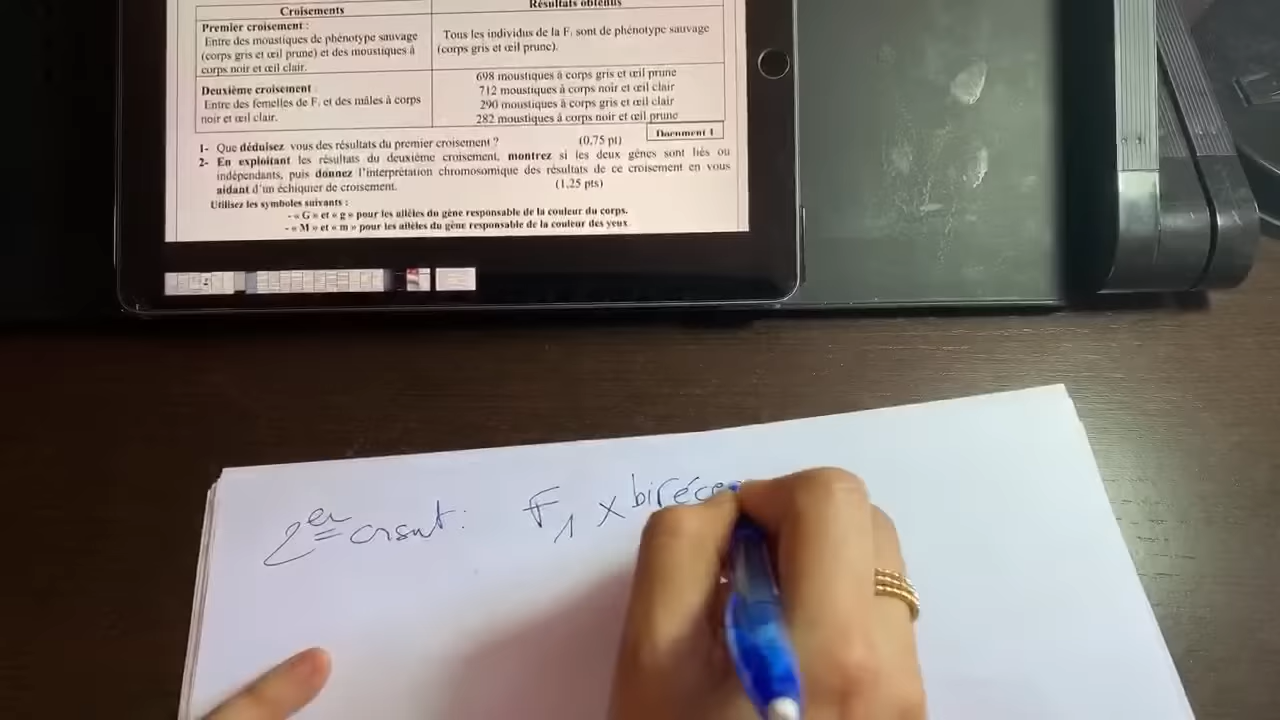 Croisements
Résultats obtenus
Premier croisement :
Entre des moustiques de phénotype sauvage
(corps gris et œil prune) et des moustiques à
corps noir et œil clair.
Tous les individus de la F₁ sont de phénotype sauvage
(corps gris et œil prune).
Deuxième croisement
Entre des femelles de F₁ et des mâles à corps
noir et œil clair.
698 moustiques à corps gris et œil prune
712 moustiques à corps noir et œil clair
290 moustiques à corps gris et œil clair
282 moustiques à corps noir et œil prune
Document 1
1- Que déduisez vous des résultats du premier croisement ? (0,75 pt)
2- En exploitant les résultats du deuxième croisement, montrez si les deux gènes sont liés ou
indépendants, puis donnez l'interprétation chromosomique des résultats de ce croisement en vous
aidant d'un échiquier de croisement. (1,25 pts)
Utilisez les symboles suivants :
- « G » et « g » pour les allèles du gène responsable de la couleur du corps.
- « M » et « m » pour les allèles du gène responsable de la couleur des yeux.
2er F₁ × biréce